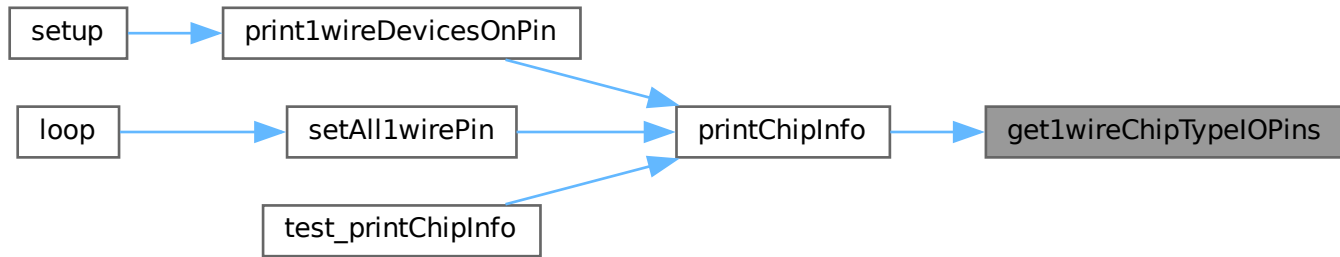 setup
print1wireDevicesOnPin
loop
setAll1wirePin
printChipInfo
get1wireChipTypeIOPins
test_printChipInfo